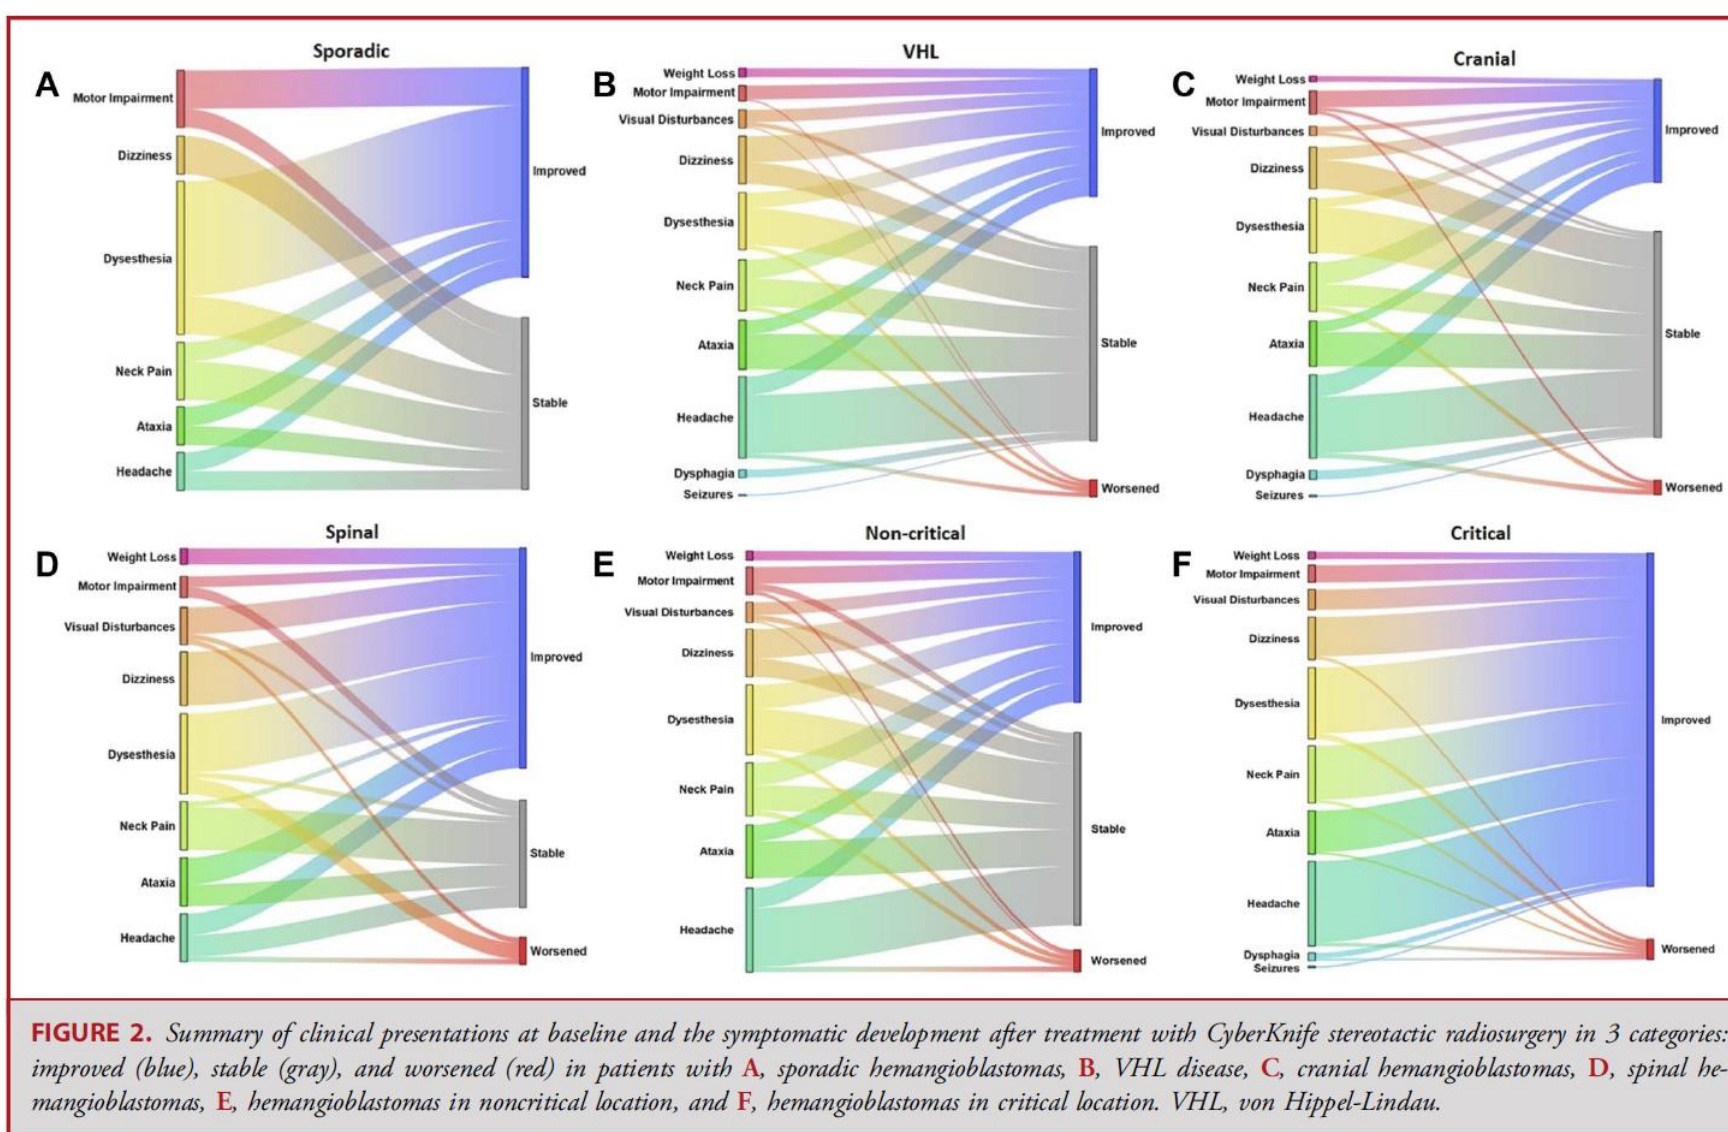 A
Sporadic
Motor Impairment
Dizziness
Dysesthesia
Neck Pain
Ataxia
Headache
Improved
Stable
B
VHL
Weight Loss
Motor Impairment
Visual Disturbances
Dizziness
Dysesthesia
Neck Pain
Ataxia
Headache
Dysphagia
Seizures
Improved
Stable
Worsened
C
Cranial
Weight Loss
Motor Impairment
Visual Disturbances
Dizziness
Dysesthesia
Neck Pain
Ataxia
Headache
Dysphagia
Seizures
Improved
Stable
Worsened
D
Spinal
Weight Loss
Motor Impairment
Visual Disturbances
Dizziness
Dysesthesia
Neck Pain
Ataxia
Headache
Improved
Stable
Worsened
E
Non-critical
Weight Loss
Motor Impairment
Visual Disturbances
Dizziness
Dysesthesia
Neck Pain
Ataxia
Headache
Improved
Stable
Worsened
F
Critical
Weight Loss
Motor Impairment
Visual Disturbances
Dizziness
Dysesthesia
Neck Pain
Ataxia
Headache
Dysphagia
Seizures
Improved
Worsened
FIGURE 2. Summary of clinical presentations at baseline and the symptomatic development after treatment with CyberKnife stereotactic radiosurgery in 3 categories:
improved (blue), stable (gray), and worsened (red) in patients with A, sporadic hemangioblastomas, B, VHL disease, C, cranial hemangioblastomas, D, spinal he-
mangioblastomas, E, hemangioblastomas in noncritical location, and F, hemangioblastomas in critical location. VHL, von Hippel-Lindau.